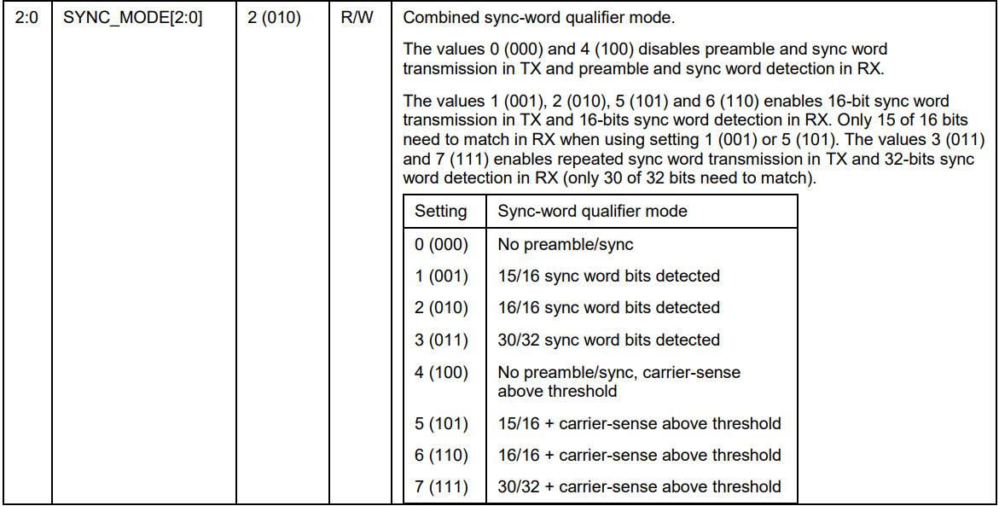 2:0 SYNC_MODE[2:0] 2 (010) R/W Combined sync-word qualifier mode.
The values 0 (000) and 4 (100) disables preamble and sync word
transmission in TX and preamble and sync word detection in RX.
The values 1 (001), 2 (010), 5 (101) and 6 (110) enables 16-bit sync word
transmission in TX and 16-bits sync word detection in RX. Only 15 of 16 bits
need to match in RX when using setting 1 (001) or 5 (101). The values 3 (011)
and 7 (111) enables repeated sync word transmission in TX and 32-bits sync
word detection in RX (only 30 of 32 bits need to match).
Setting Sync-word qualifier mode
0 (000) No preamble/sync
1 (001) 15/16 sync word bits detected
2 (010) 16/16 sync word bits detected
3 (011) 30/32 sync word bits detected
4 (100) No preamble/sync, carrier-sense
above threshold
5 (101) 15/16 + carrier-sense above threshold
6 (110) 16/16 + carrier-sense above threshold
7 (111) 30/32 + carrier-sense above threshold